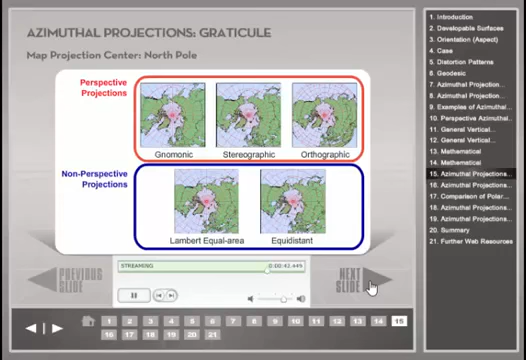 AZIMUTHAL PROJECTIONS: GRATICULE
Map Projection Center: North Pole
Perspective
Projections
Gnomonic Stereographic Orthographic
Non-Perspective
Projections
Lambert Equal-area Equidistant
STREAMING
PREVIOUS
SLIDE
NEXT
SLIDE
1 2 3 4 5 6 7 8 9 10 11 12 13 14 15
16 17 18 19 20 21
1. Introduction
2. Developable Surfaces
3. Orientation (Aspect)
4. Case
5. Distortion Patterns
6. Geodesic
7. Azimuthal Projection...
8. Azimuthal Projection...
9. Examples of Azimuthal...
10. Perspective Azimuthal...
11. General Vertical...
12. General Vertical...
13. Mathematical
14. Mathematical
15. Azimuthal Projections...
16. Azimuthal Projections...
17. Comparison of Polar...
18. Azimuthal Projections...
19. Azimuthal Projections...
20. Summary
21. Further Web Resources